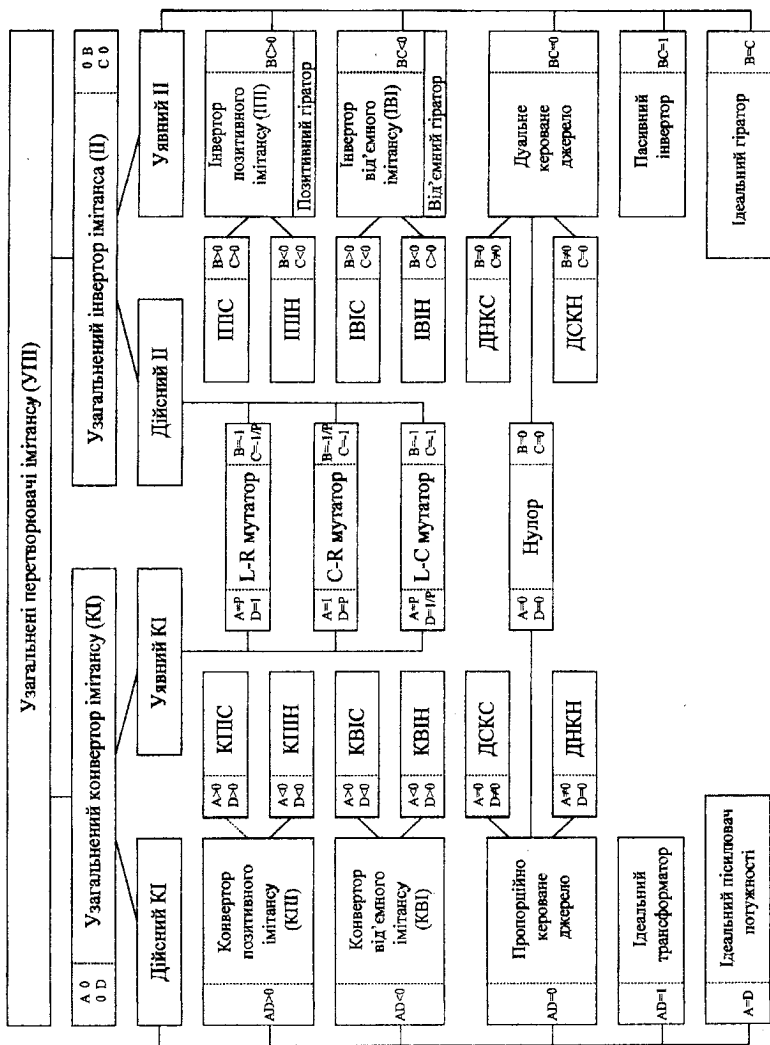 Узагальнені перетворювачі імітансу (УПІ)
A 0
0 D
Узагальнений конвертор імітансу (КІ)
Узагальнений інвертор імітанса (ІІ)
0 B
C 0
Дійсний КІ
Уявний КІ
Дійсний ІІ
Уявний ІІ
AD>0
Конвертор
позитивного
імітансу
(КПІ)
A>0
D>0
КПІС
A<0
D<0
КПІН
A=P
D=1
L-R мутатор
B=-1
C=-1/P
ІПІС
B>0
C>0
ІПІН
B<0
C<0
Інвертор
позитивного
імітансу (ІПІ)
BC>0
Позитивний гіратор
AD<0
Конвертор
від’ємного
імітансу
(КВІ)
A>0
D<0
КВІС
A<0
D>0
КВІН
A=1
D=P
C-R мутатор
B=-1/P
C=-1
A=P
D=1/P
L-C мутатор
B=-1
C=-1
ІВІС
B>0
C<0
ІВІН
B<0
C>0
Інвертор
від’ємного
імітансу (ІВІ)
BC<0
Від’ємний гіратор
AD=0
Пропорційно
кероване
джерело
A=0
D≠0
ДСКС
A≠0
D=0
ДНКН
A=0
D=0
Нулор
B=0
C=0
ДНКС
B=0
C≠0
ДСКН
B≠0
C=0
Дуальне
кероване
джерело
BC=0
AD=1
Ідеальний
трансформатор
Пасивний
інвертор
BC=1
A=D
Ідеальний пісилювач
потужності
Ідеальний гіратор
B=C